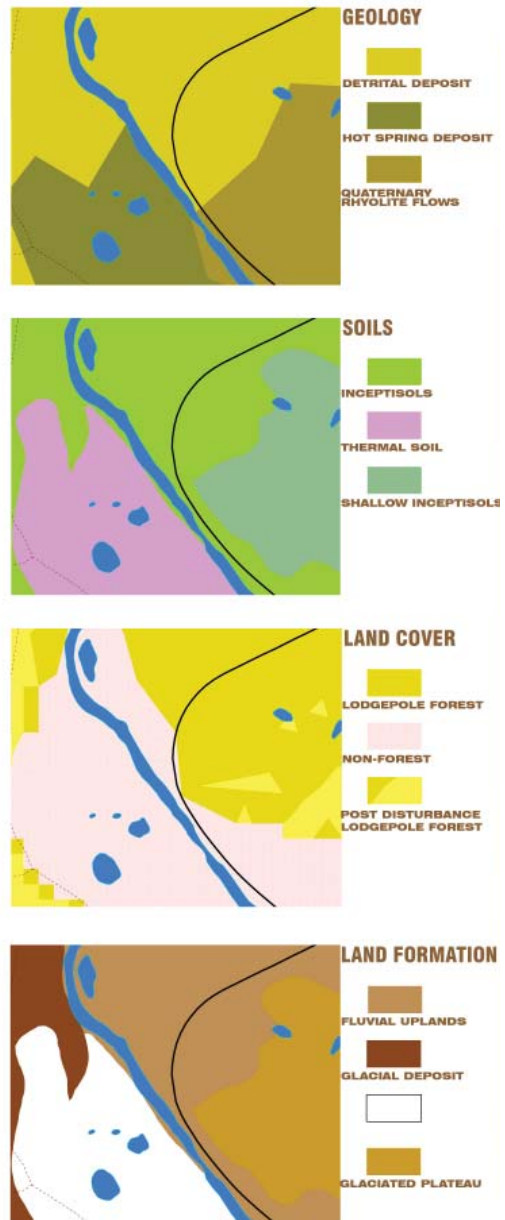 GEOLOGY
DETRITAL DEPOSIT
HOT SPRING DEPOSIT
QUATERNARY
RHYOLITE FLOWS
SOILS
INCEPTISOLS
THERMAL SOIL
SHALLOW INCEPTISOLS
LAND COVER
LODGEPOLE FOREST
NON-FOREST
POST DISTURBANCE
LODGEPOLE FOREST
LAND FORMATION
FLUVIAL UPLANDS
GLACIAL DEPOSIT
GLACIATED PLATEAU